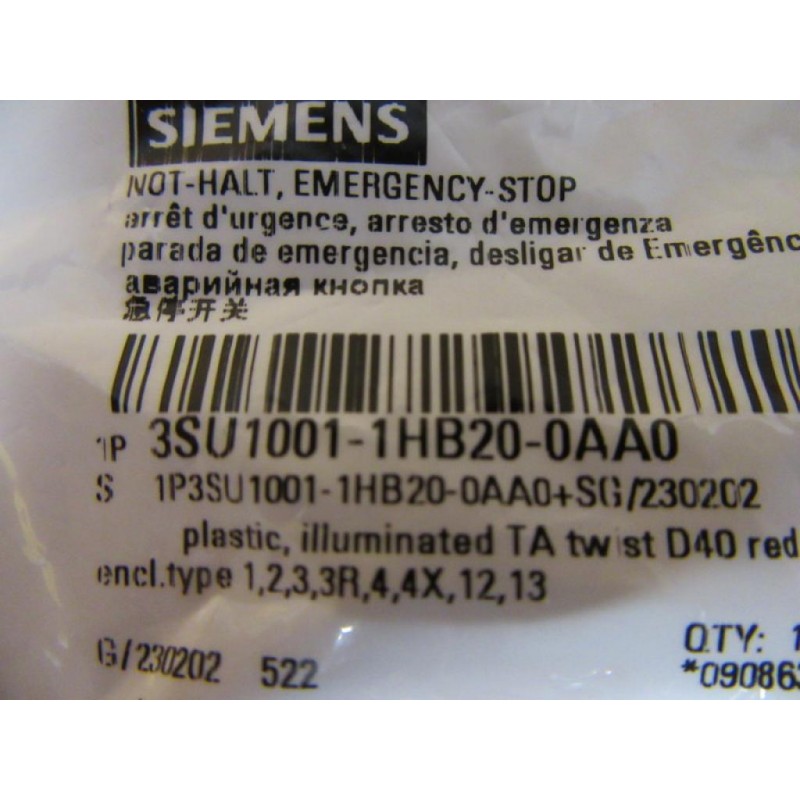 SIEMENS
NOT-HALT, EMERGENCY-STOP
arrêt d'urgence, arresto d'emergenza
parada de emergencia, desligar de Emergênc
аварийная кнопка
急停开关
1P 3SU1001-1HB20-0AA0
S 1P3SU1001-1HB20-0AA0+SG/230202
plastic, illuminated TA twist D40 red
encl.type 1,2,3,3R,4,4X,12,13
QTY: 1
G/230202 522
*090863